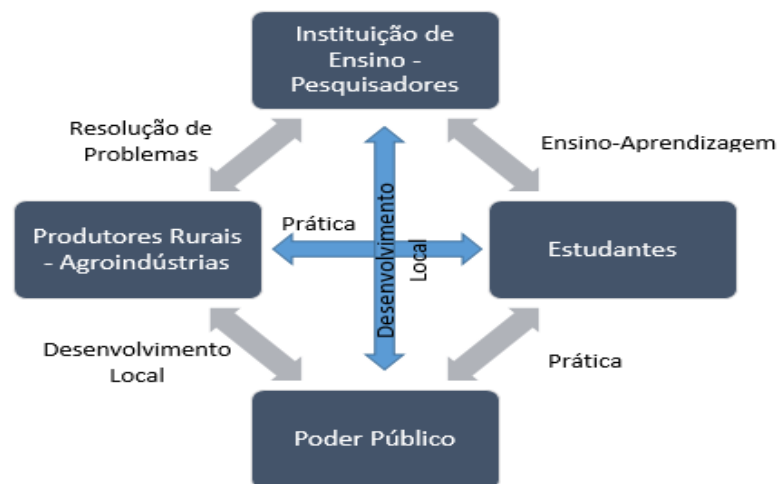 Instituição de
Ensino -
Pesquisadores
Resolução de
Problemas
Ensino-Aprendizagem
Produtores Rurais
- Agroindústrias
Prática
Desenvolvimento
Local
Estudantes
Desenvolvimento
Local
Prática
Poder Público